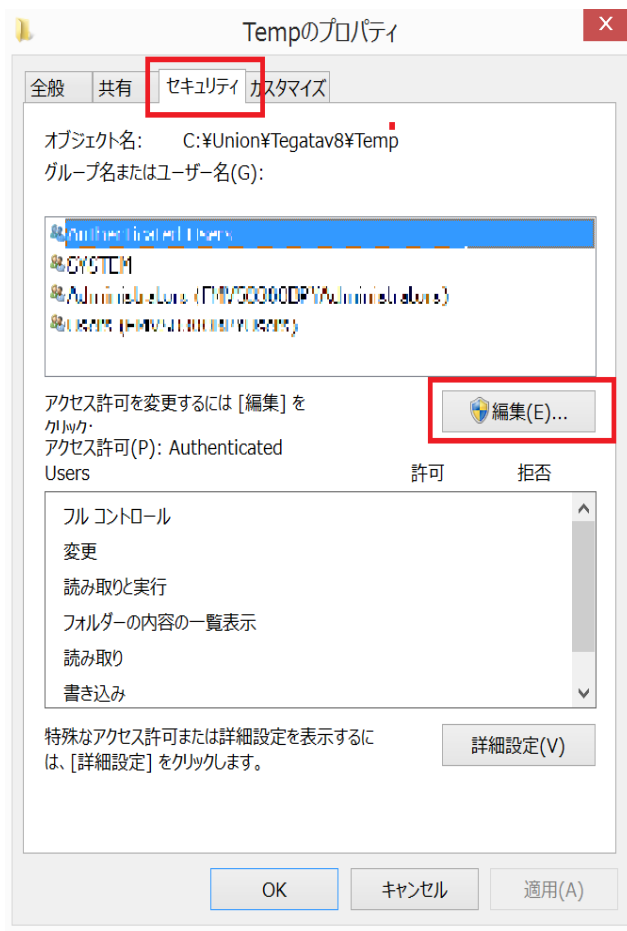 Tempのプロパティ
X
全般 共有 セキュリティ カスタマイズ
オブジェクト名: C:¥Union¥Tegatav8¥Temp
グループ名またはユーザー名(G):
Authenticated Users
SYSTEM
Administrators
アクセス許可を変更するには [編集] を
クリック
編集(E)...
アクセス許可(P): Authenticated
Users 許可 拒否
フル コントロール
変更
読み取りと実行
フォルダーの内容の一覧表示
読み取り
書き込み
特殊なアクセス許可または詳細設定を表示するに
は、[詳細設定] をクリックします。
詳細設定(V)
OK キャンセル 適用(A)